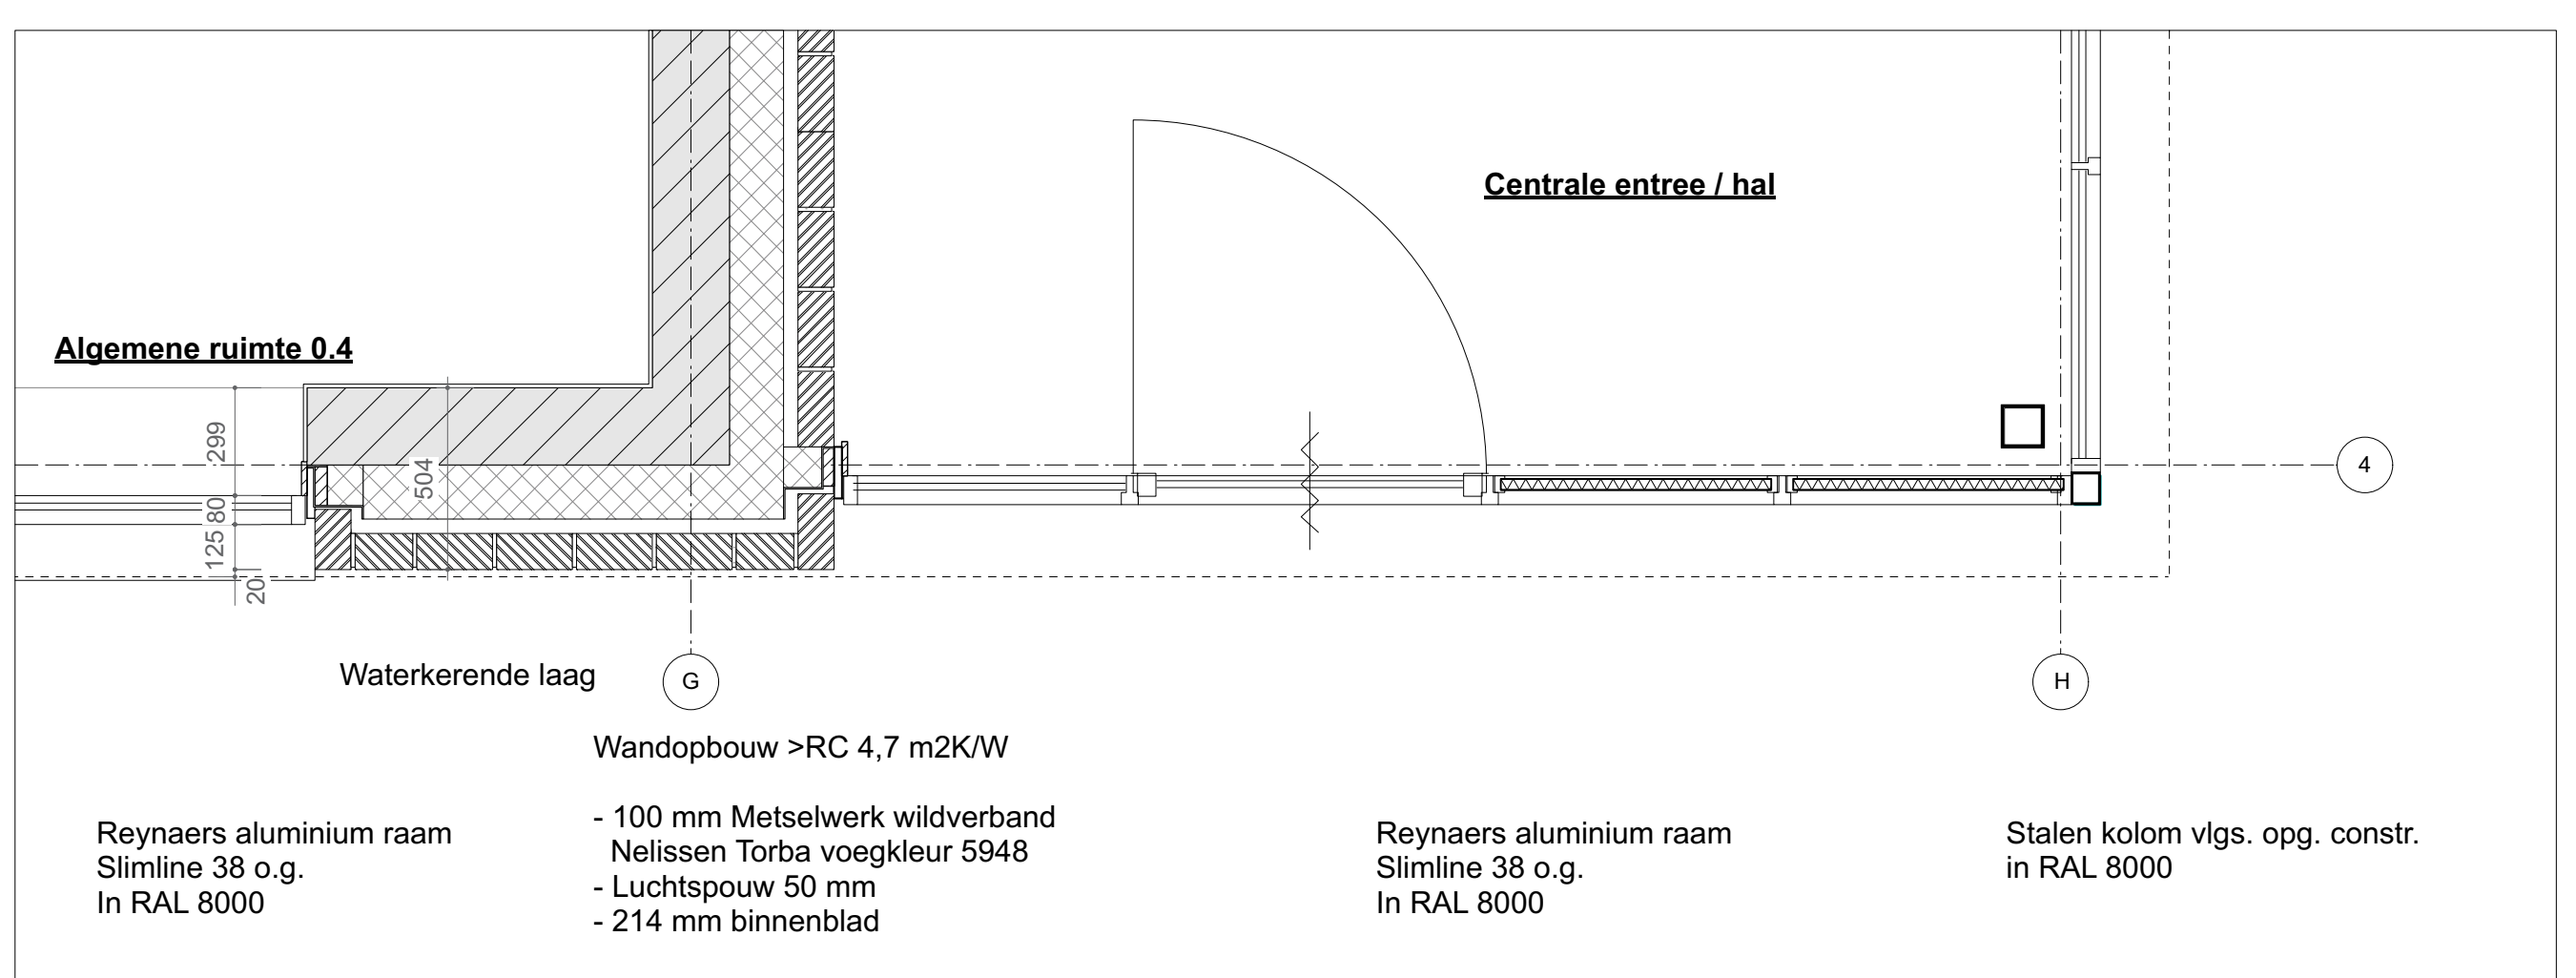 Centrale entree / hal
Algemene ruimte 0.4
299
80
125
20
504
4
G
H
Waterkerende laag
Wandopbouw >RC 4,7 m2K/W
- 100 mm Metselwerk wildverband
Nelissen Torba voegkleur 5948
- Luchtspouw 50 mm
- 214 mm binnenblad
Reynaers aluminium raam
Slimline 38 o.g.
In RAL 8000
Reynaers aluminium raam
Slimline 38 o.g.
In RAL 8000
Stalen kolom vlgs. opg. constr.
in RAL 8000